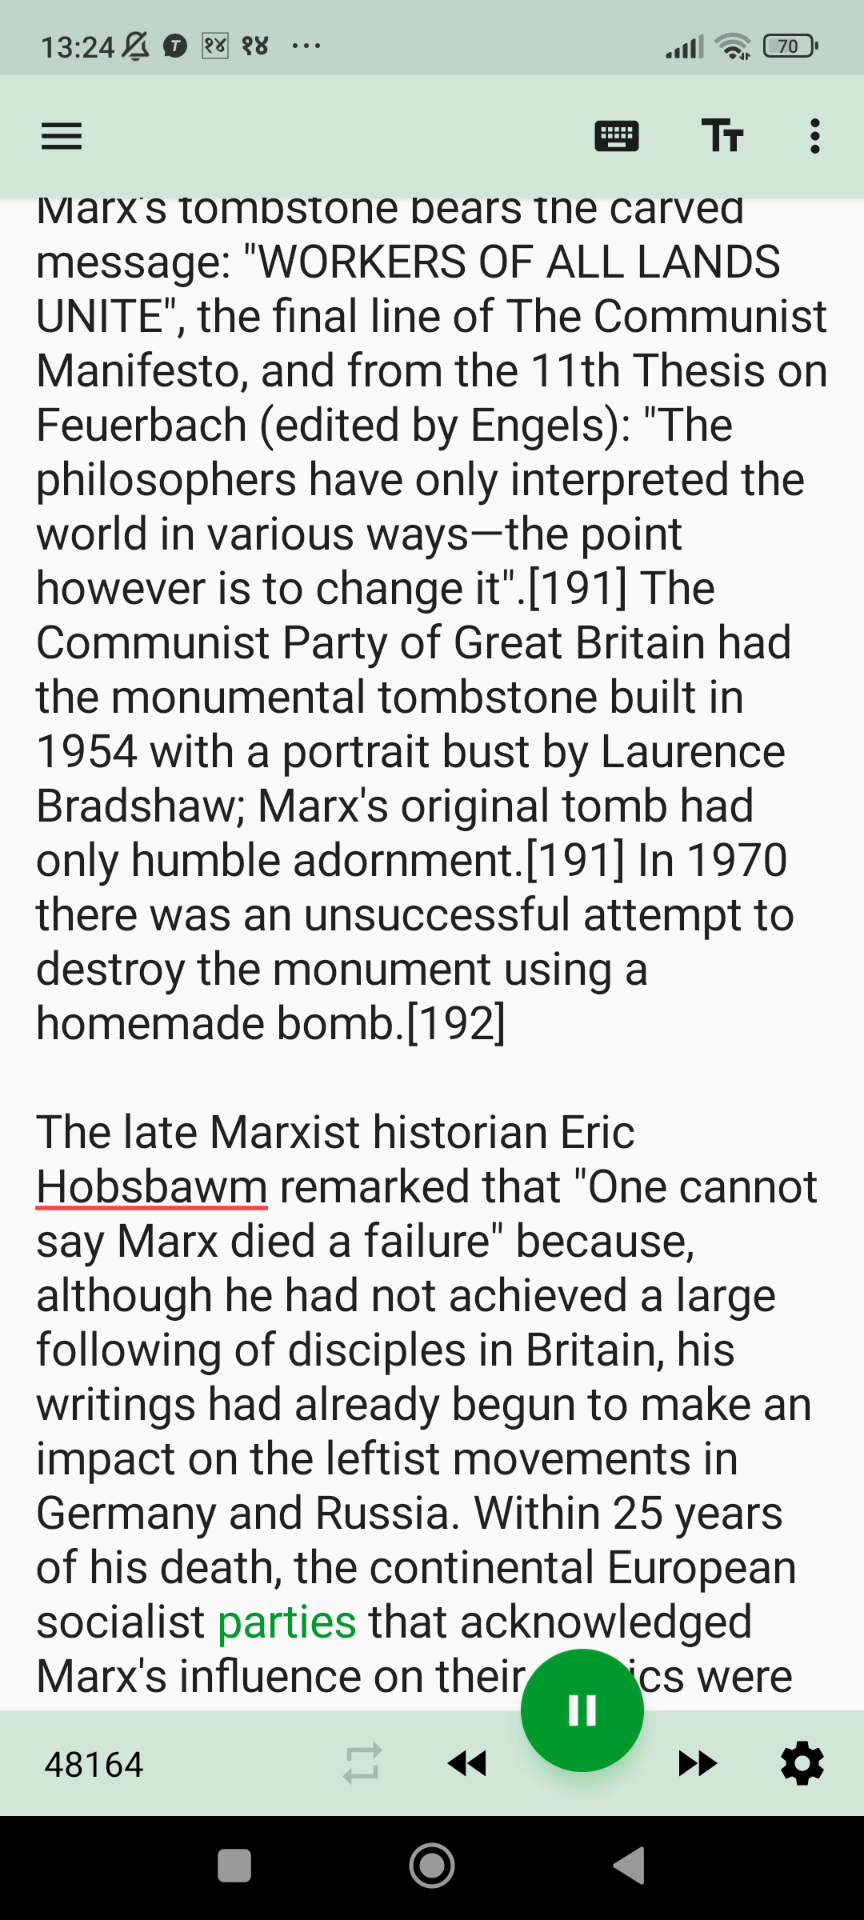 13:24 T १४ १४ ... 70
Tт
Marx's tombstone bears the carved
message: "WORKERS OF ALL LANDS
UNITE", the final line of The Communist
Manifesto, and from the 11th Thesis on
Feuerbach (edited by Engels): "The
philosophers have only interpreted the
world in various ways—the point
however is to change it".[191] The
Communist Party of Great Britain had
the monumental tombstone built in
1954 with a portrait bust by Laurence
Bradshaw; Marx's original tomb had
only humble adornment.[191] In 1970
there was an unsuccessful attempt to
destroy the monument using a
homemade bomb.[192]
The late Marxist historian Eric
Hobsbawm remarked that "One cannot
say Marx died a failure" because,
although he had not achieved a large
following of disciples in Britain, his
writings had already begun to make an
impact on the leftist movements in
Germany and Russia. Within 25 years
of his death, the continental European
socialist parties that acknowledged
Marx's influence on their ics were
48164